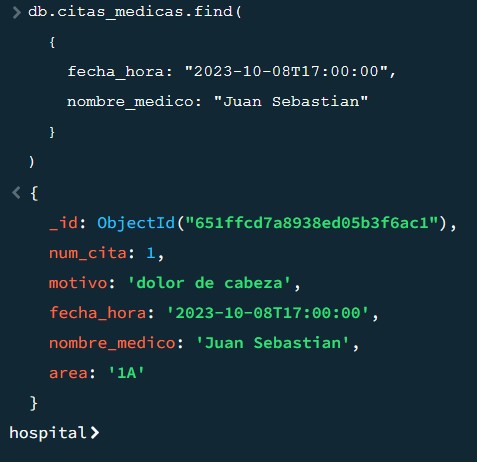 > db.citas_medicas.find(
{
fecha_hora: "2023-10-08T17:00:00",
nombre_medico: "Juan Sebastian"
}
)
< {
_id: ObjectId("651ffcd7a8938ed05b3f6ac1"),
num_cita: 1,
motivo: 'dolor de cabeza',
fecha_hora: '2023-10-08T17:00:00',
nombre_medico: 'Juan Sebastian',
area: '1A'
}
hospital>